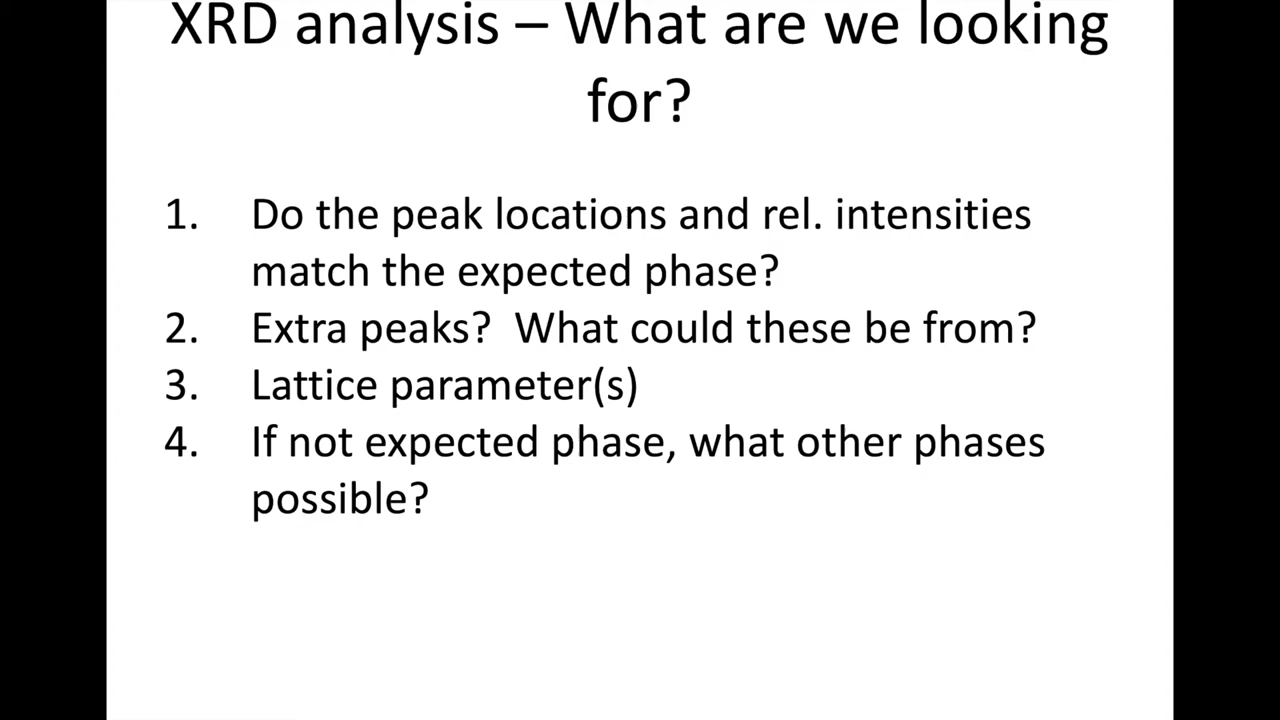 XRD analysis – What are we looking
for?
1. Do the peak locations and rel. intensities
match the expected phase?
2. Extra peaks?  What could these be from?
3. Lattice parameter(s)
4. If not expected phase, what other phases
possible?